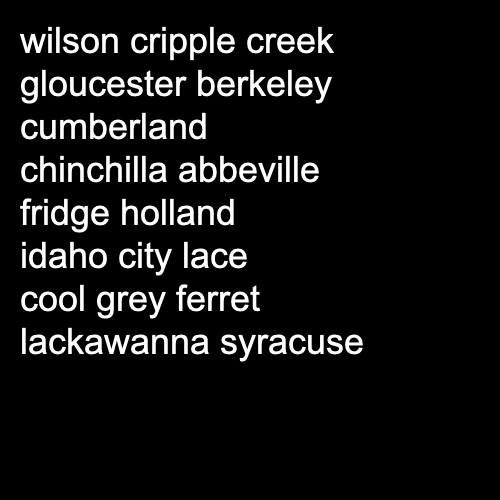 wilson cripple creek
gloucester berkeley
cumberland
chinchilla abbeville
fridge holland
idaho city lace
cool grey ferret
lackawanna syracuse